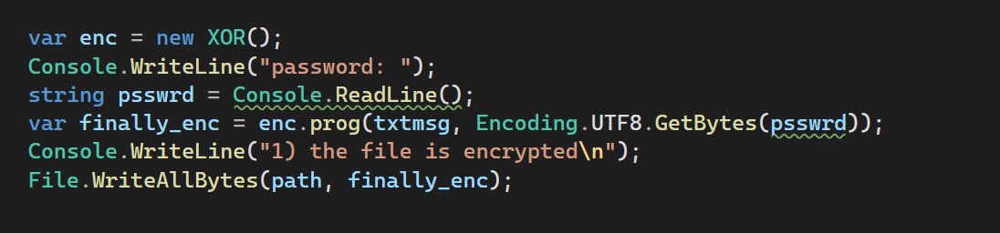 var enc = new XOR();
Console.WriteLine("password: ");
string psswrd = Console.ReadLine();
var finally_enc = enc.prog(txtmsg, Encoding.UTF8.GetBytes(psswrd));
Console.WriteLine("1) the file is encrypted\n");
File.WriteAllBytes(path, finally_enc);